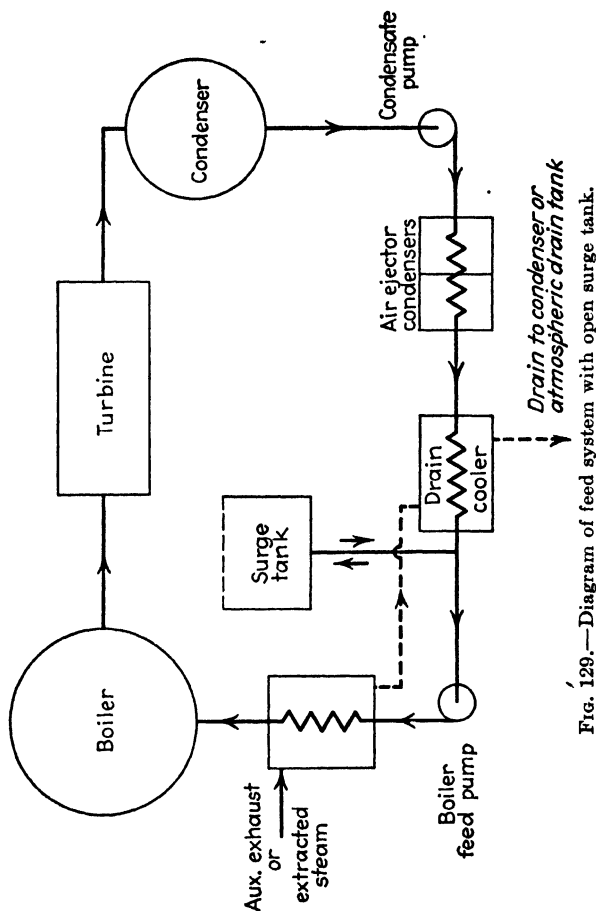 Boiler
Turbine
Condenser
Condensate
pump
Air ejector
condensers
Drain
cooler
Drain to condenser or
atmospheric drain tank
Surge
tank
Aux. exhaust
or
extracted
steam
Boiler
feed pump
FIG. 129.—Diagram of feed system with open surge tank.